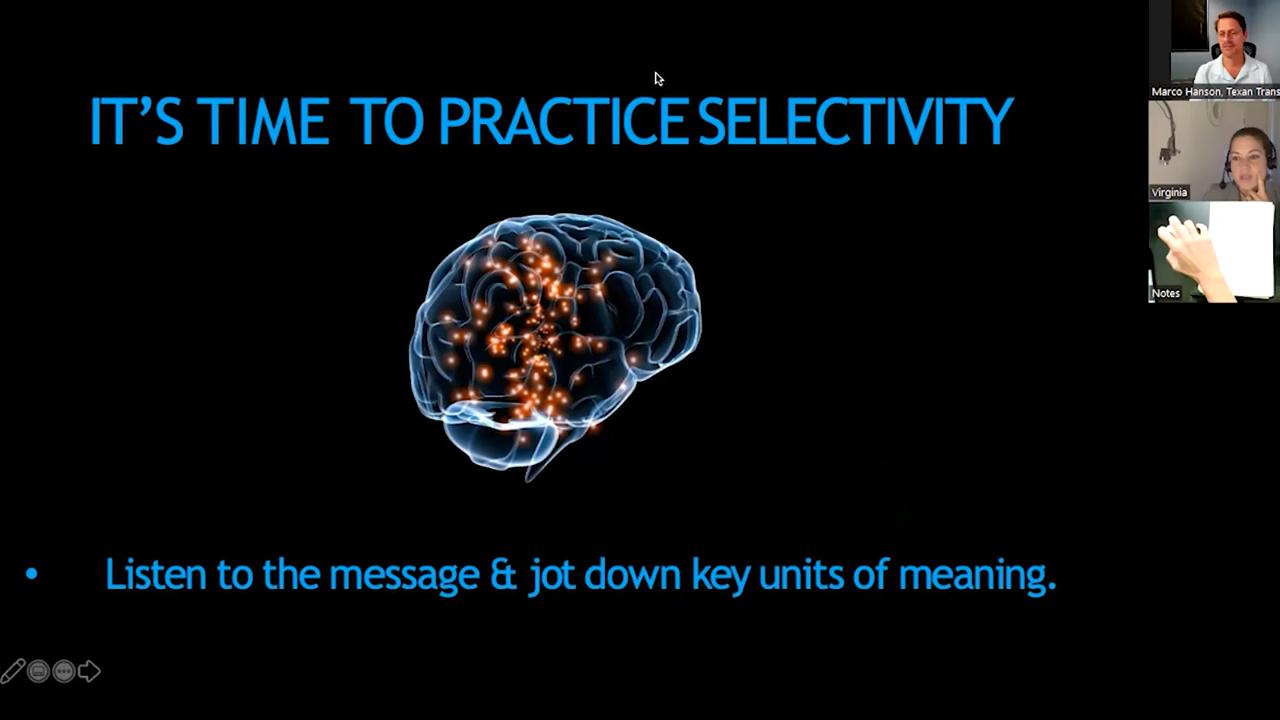 IT’S TIME TO PRACTICE SELECTIVITY
• Listen to the message & jot down key units of meaning.
Marco Hanson, Texan Trans
Virginia
Notes